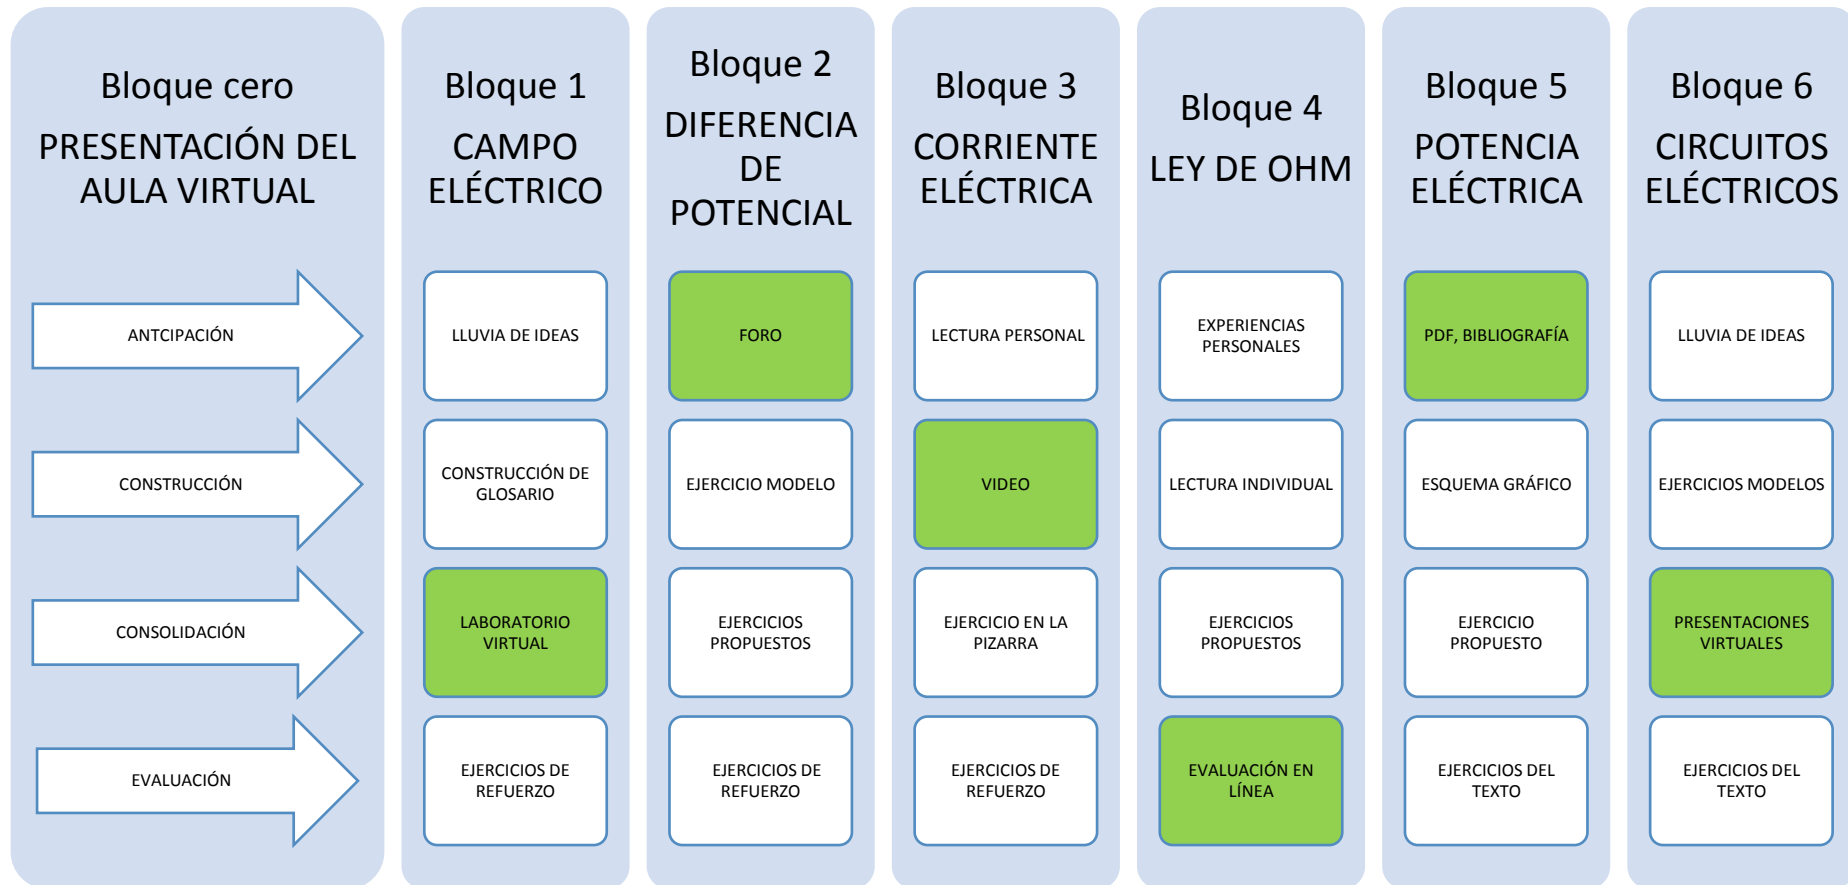 Bloque cero
PRESENTACIÓN DEL
AULA VIRTUAL
ANTCIPACIÓN
CONSTRUCCIÓN
CONSOLIDACIÓN
EVALUACIÓN
Bloque 1
CAMPO
ELÉCTRICO
LLUVIA DE IDEAS
CONSTRUCCIÓN DE
GLOSARIO
LABORATORIO
VIRTUAL
EJERCICIOS DE
REFUERZO
Bloque 2
DIFERENCIA
DE
POTENCIAL
FORO
EJERCICIO MODELO
EJERCICIOS
PROPUESTOS
EJERCICIOS DE
REFUERZO
Bloque 3
CORRIENTE
ELÉCTRICA
LECTURA PERSONAL
VIDEO
EJERCICIO EN LA
PIZARRA
EJERCICIOS DE
REFUERZO
Bloque 4
LEY DE OHM
EXPERIENCIAS
PERSONALES
LECTURA INDIVIDUAL
EJERCICIOS
PROPUESTOS
EVALUACIÓN EN
LÍNEA
Bloque 5
POTENCIA
ELÉCTRICA
PDF, BIBLIOGRAFÍA
ESQUEMA GRÁFICO
EJERCICIO
PROPUESTO
EJERCICIOS DEL
TEXTO
Bloque 6
CIRCUITOS
ELÉCTRICOS
LLUVIA DE IDEAS
EJERCICIOS MODELOS
PRESENTACIONES
VIRTUALES
EJERCICIOS DEL
TEXTO